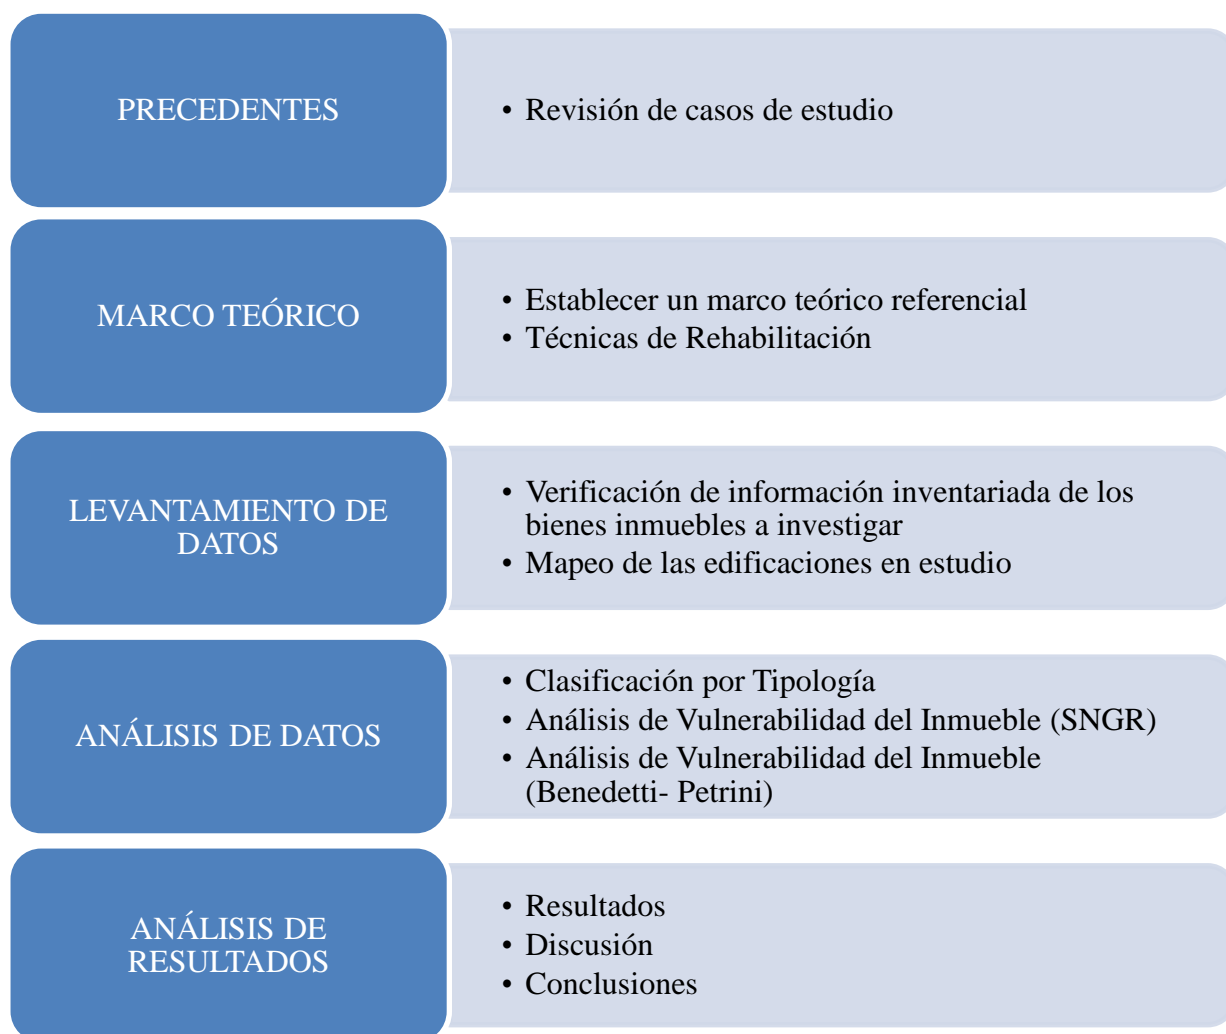 PRECEDENTES
• Revisión de casos de estudio
MARCO TEÓRICO
• Establecer un marco teórico referencial
• Técnicas de Rehabilitación
LEVANTAMIENTO DE
DATOS
• Verificación de información inventariada de los
bienes inmuebles a investigar
• Mapeo de las edificaciones en estudio
ANÁLISIS DE DATOS
• Clasificación por Tipología
• Análisis de Vulnerabilidad del Inmueble (SNGR)
• Análisis de Vulnerabilidad del Inmueble
(Benedetti- Petrini)
ANÁLISIS DE
RESULTADOS
• Resultados
• Discusión
• Conclusiones